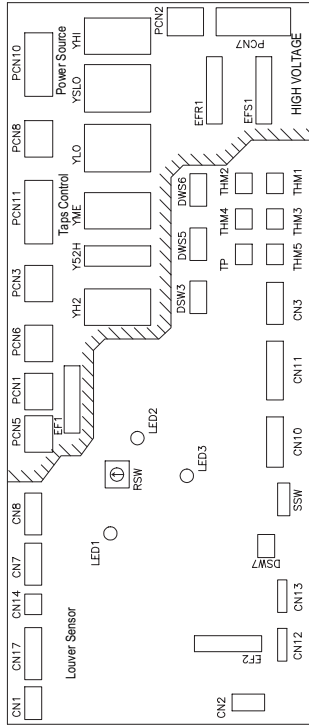 PCN10
PCN8
PCN11
PCN3
PCN6
PCN1
PCN5
CN8
CN7
CN14
CN17
CN1
Power Source
Taps Control
YHI
YSLO
YLO
YME
Y52H
YH2
EF1
PCN2
PCN7
EFR1
EFS1
HIGH VOLTAGE
DWS6
DWS5
DSW3
THM2
THM4
TP
THM1
THM3
THM5
CN3
CN11
CN10
SSW
DSW7
CN13
CN12
CN2
EF2
LED2
LED3
RSW
LED1
Louver Sensor